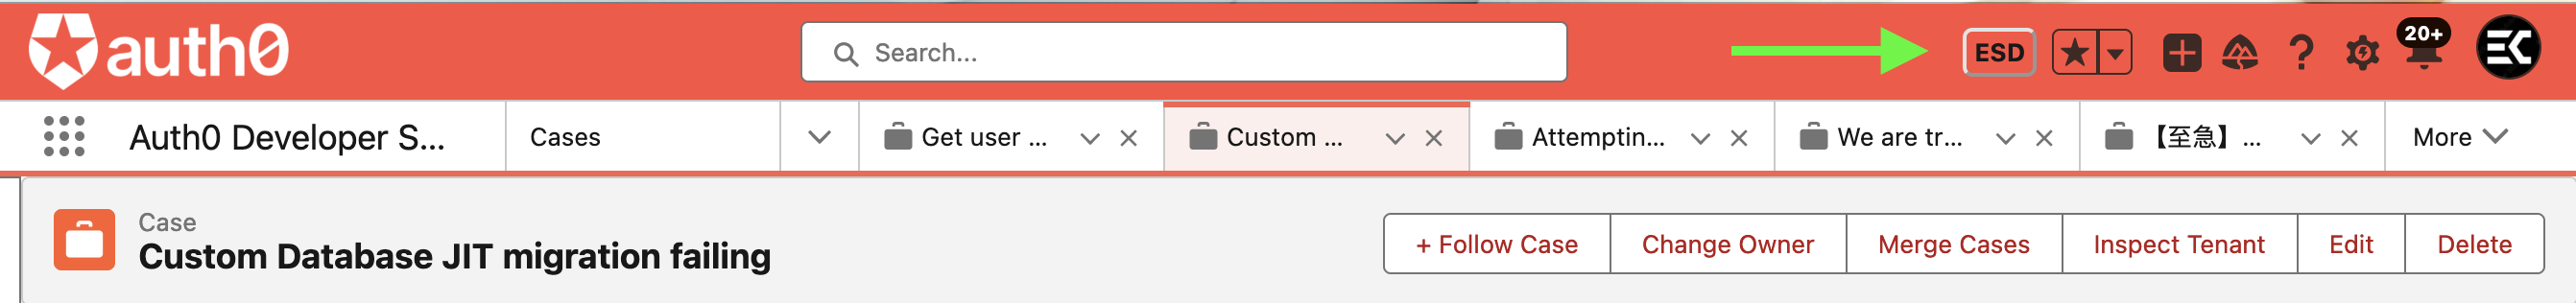 auth0
Search...
ESD
20+
EC
Auth0 Developer S...
Cases
Get user ...
Custom ...
Attemptin...
We are tr...
【至急】...
More
Case
Custom Database JIT migration failing
+ Follow Case
Change Owner
Merge Cases
Inspect Tenant
Edit
Delete